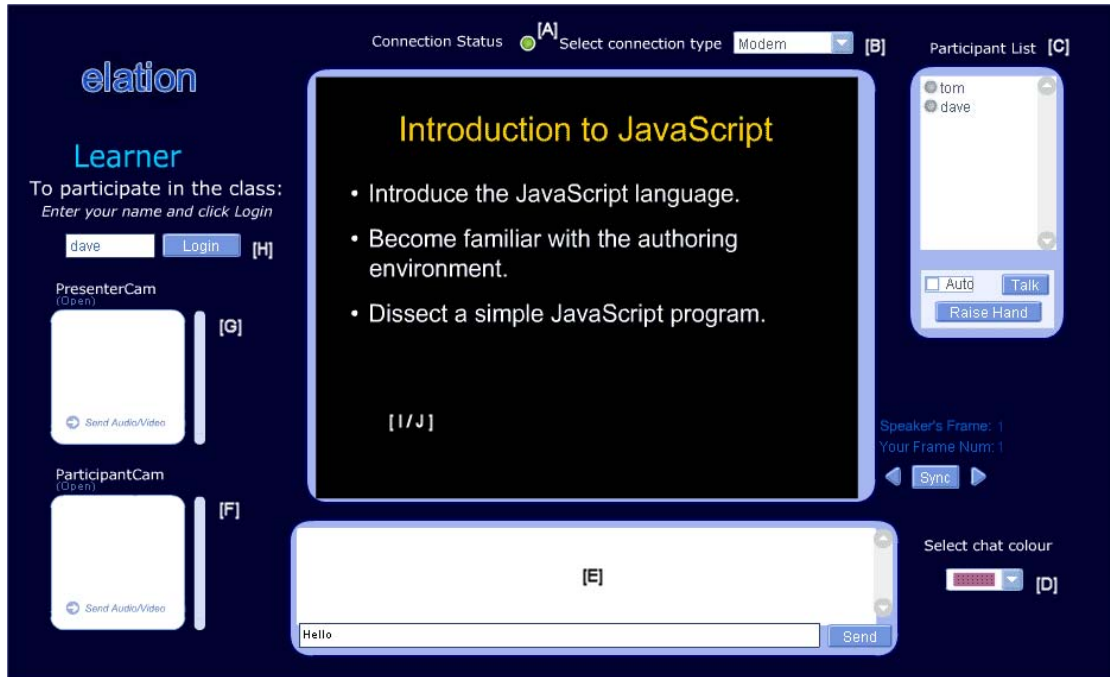 Connection Status [A] Select connection type Modem [B]
Participant List [C]
elation
Learner
To participate in the class:
Enter your name and click Login
dave Login [H]
PresenterCam
(Open)
[G]
Send Audio/Video
ParticipantCam
(Open)
[F]
Send Audio/Video
Introduction to JavaScript
• Introduce the JavaScript language.
• Become familiar with the authoring
environment.
• Dissect a simple JavaScript program.
[I/J]
[E]
Hello Send
tom
dave
Auto Talk
Raise Hand
Speaker's Frame: 1
Your Frame Num: 1
Sync
Select chat colour
[D]